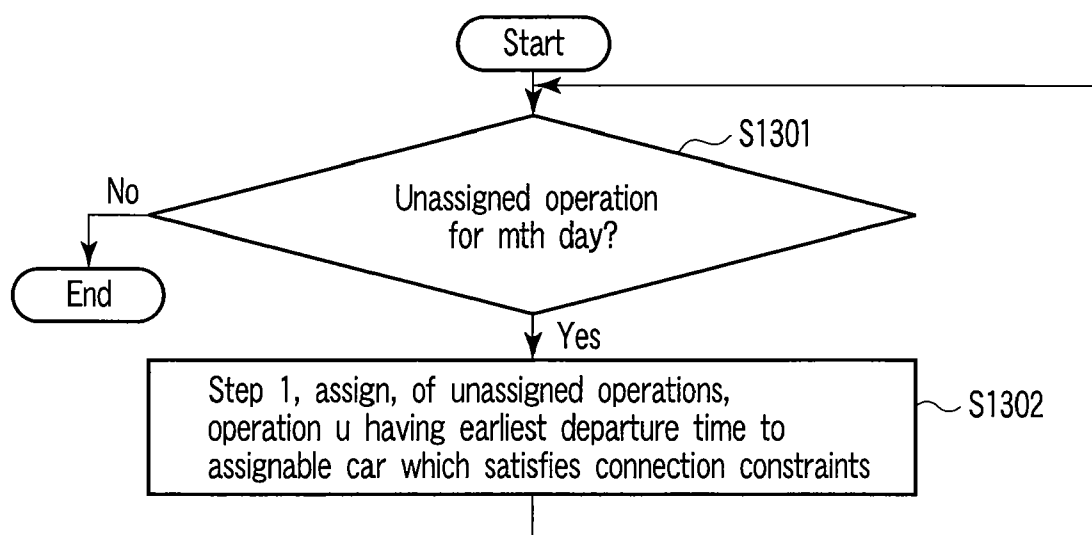 Start
S1301
Unassigned operation
for mth day?
No
End
Yes
Step 1, assign, of unassigned operations,
operation u having earliest departure time to
assignable car which satisfies connection constraints
S1302